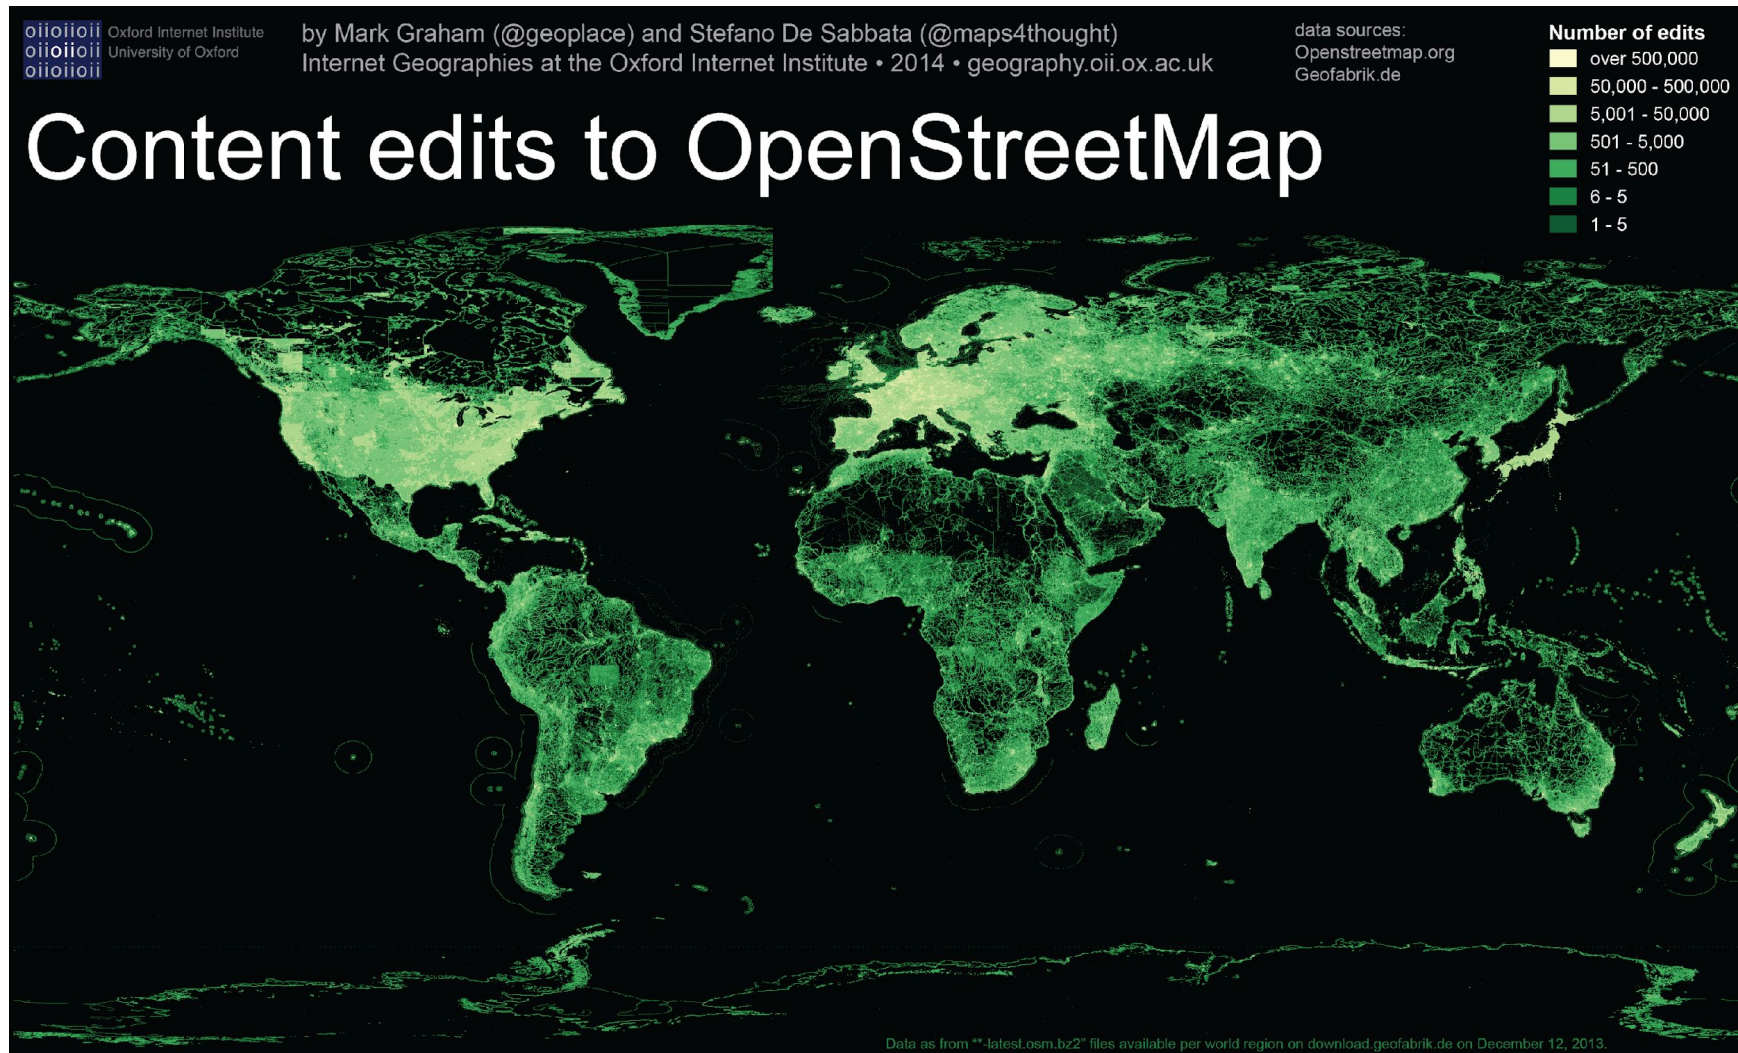 oiioiioii
oiioiioii
oiioiioii
Oxford Internet Institute
University of Oxford
by Mark Graham (@geoplace) and Stefano De Sabbata (@maps4thought)
Internet Geographies at the Oxford Internet Institute • 2014 • geography.oii.ox.ac.uk
data sources:
Openstreetmap.org
Geofabrik.de
Content edits to OpenStreetMap
Number of edits
over 500,000
50,000 - 500,000
5,001 - 50,000
501 - 5,000
51 - 500
6 - 5
1 - 5
Data as from "*-latest.osm.bz2" files available per world region on download.geofabrik.de on December 12, 2013.